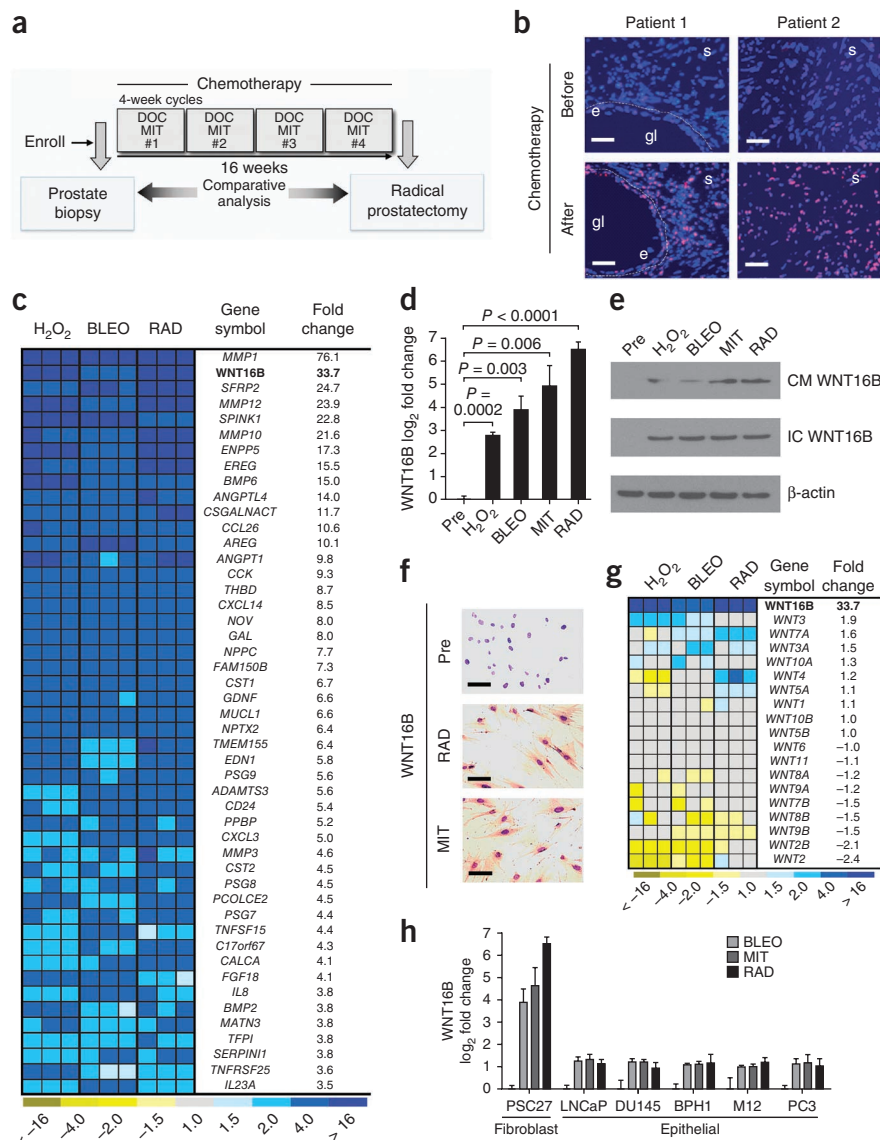 a
Chemotherapy
4-week cycles
DOC MIT #1
DOC MIT #2
DOC MIT #3
DOC MIT #4
Enroll
16 weeks
Prostate biopsy
Comparative analysis
Radical prostatectomy
b
Patient 1 Patient 2
Chemotherapy
Before
s
e
gl
s
After
s
gl
e
s
c
H2O2 BLEO RAD Gene symbol Fold change
MMP1 76.1
WNT16B 33.7
SFRP2 24.7
MMP12 23.9
SPINK1 22.8
MMP10 21.6
ENPP5 17.3
EREG 15.5
BMP6 15.0
ANGPTL4 14.0
CSGALNACT 11.7
CCL26 10.6
AREG 10.1
ANGPT1 9.8
CCK 9.3
THBD 8.7
CXCL14 8.5
NOV 8.0
GAL 8.0
NPPC 7.7
FAM150B 7.3
CST1 6.7
GDNF 6.6
MUCL1 6.6
NPTX2 6.4
TMEM155 6.4
EDN1 5.8
PSG9 5.6
ADAMTS3 5.6
CD24 5.4
PPBP 5.2
CXCL3 5.0
MMP3 4.6
CST2 4.5
PSG8 4.5
PCOLCE2 4.5
PSG7 4.4
TNFSF15 4.4
C17orf67 4.3
CALCA 4.1
FGF18 4.1
IL8 3.8
BMP2 3.8
MATN3 3.8
TFPI 3.8
SERPINI1 3.8
TNFRSF25 3.6
IL23A 3.5
< −16 −4.0 −2.0 −1.5 1.0 1.5 2.0 4.0 > 16
d
P < 0.0001
P = 0.006
P = 0.003
P = 0.0002
WNT16B log2 fold change
7
6
5
4
3
2
1
0
Pre H2O2 BLEO MIT RAD
e
Pre H2O2 BLEO MIT RAD
CM WNT16B
IC WNT16B
β-actin
f
WNT16B
Pre
RAD
MIT
g
H2O2 BLEO RAD Gene symbol Fold change
WNT16B 33.7
WNT3 1.9
WNT7A 1.6
WNT3A 1.5
WNT10A 1.3
WNT4 1.2
WNT5A 1.1
WNT1 1.1
WNT10B 1.0
WNT5B 1.0
WNT6 −1.0
WNT11 −1.1
WNT8A −1.2
WNT9A −1.2
WNT7B −1.5
WNT8B −1.5
WNT9B −1.5
WNT2B −2.1
WNT2 −2.4
< −16 −4.0 −2.0 −1.5 1.0 1.5 2.0 4.0 > 16
h
WNT16B
log2 fold change
7
6
5
4
3
2
1
0
BLEO
MIT
RAD
PSC27 LNCaP DU145 BPH1 M12 PC3
Fibroblast Epithelial